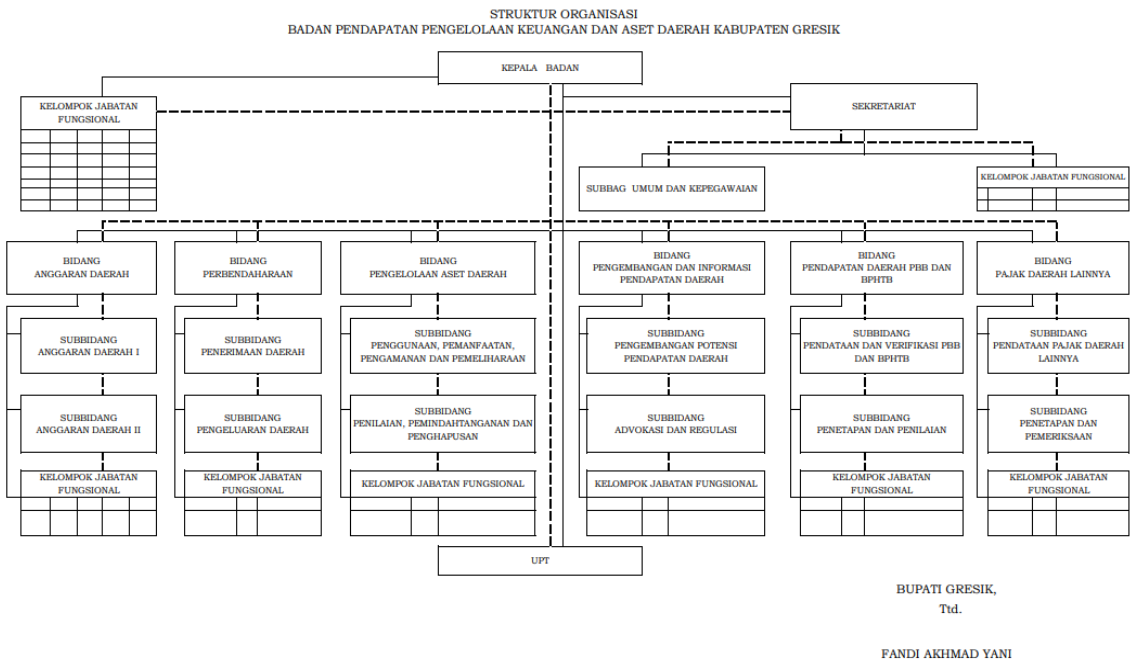 STRUKTUR ORGANISASI
BADAN PENDAPATAN PENGELOLAAN KEUANGAN DAN ASET DAERAH KABUPATEN GRESIK
KEPALA BADAN
KELOMPOK JABATAN
FUNGSIONAL
SEKRETARIAT
SUBBAG UMUM DAN KEPEGAWAIAN
KELOMPOK JABATAN FUNGSIONAL
BIDANG
ANGGARAN DAERAH
BIDANG
PERBENDAHARAAN
BIDANG
PENGELOLAAN ASET DAERAH
BIDANG
PENGEMBANGAN DAN INFORMASI
PENDAPATAN DAERAH
BIDANG
PENDAPATAN DAERAH PBB DAN
BPHTB
BIDANG
PAJAK DAERAH LAINNYA
SUBBIDANG
ANGGARAN DAERAH I
SUBBIDANG
PENERIMAAN DAERAH
SUBBIDANG
PENGGUNAAN, PEMANFAATAN,
PENGAMANAN DAN PEMELIHARAAN
SUBBIDANG
PENGEMBANGAN POTENSI
PENDAPATAN DAERAH
SUBBIDANG
PENDATAAN DAN VERIFIKASI PBB
DAN BPHTB
SUBBIDANG
PENDATAAN PAJAK DAERAH
LAINNYA
SUBBIDANG
ANGGARAN DAERAH II
SUBBIDANG
PENGELUARAN DAERAH
SUBBIDANG
PENILAIAN, PEMINDAHTANGANAN DAN
PENGHAPUSAN
SUBBIDANG
ADVOKASI DAN REGULASI
SUBBIDANG
PENETAPAN DAN PENILAIAN
SUBBIDANG
PENETAPAN DAN
PEMERIKSAAN
KELOMPOK JABATAN
FUNGSIONAL
KELOMPOK JABATAN
FUNGSIONAL
KELOMPOK JABATAN FUNGSIONAL
KELOMPOK JABATAN FUNGSIONAL
KELOMPOK JABATAN
FUNGSIONAL
KELOMPOK JABATAN
FUNGSIONAL
UPT
BUPATI GRESIK,
Ttd.
FANDI AKHMAD YANI